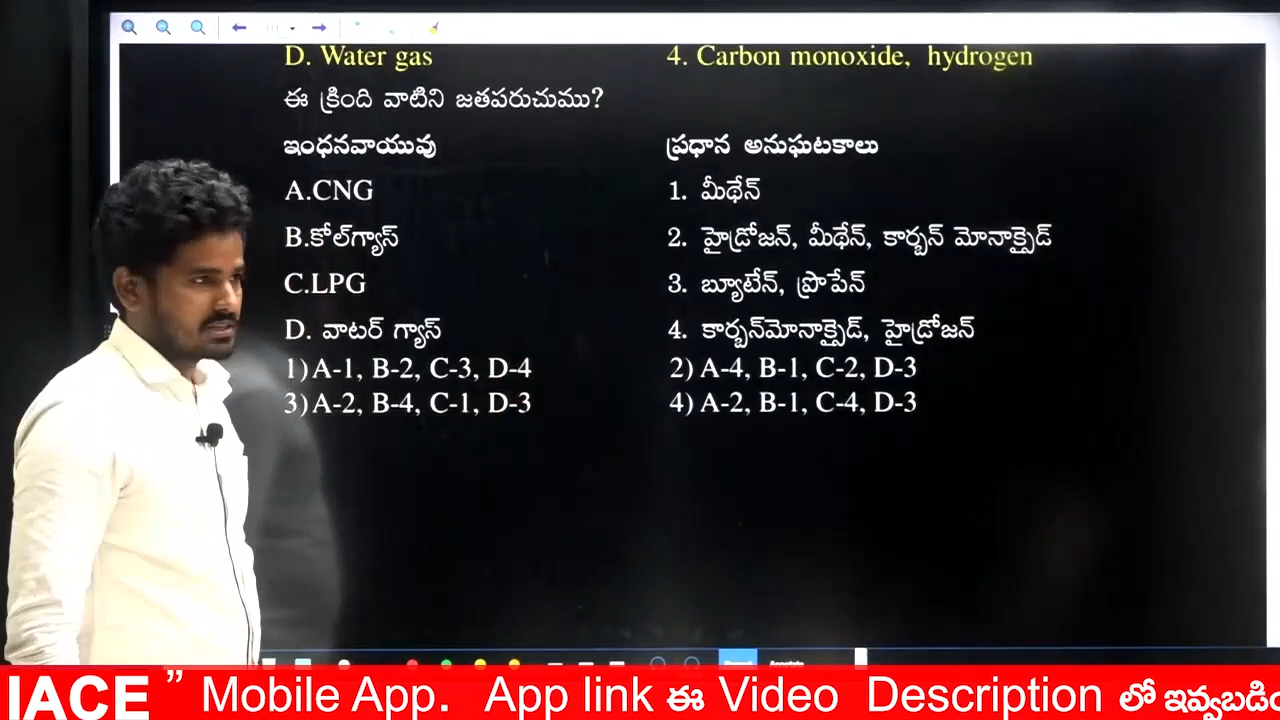 D. Water gas 4. Carbon monoxide, hydrogen
ఈ క్రింది వాటిని జతపరుచుము?
ఇంధనవాయువు ప్రధాన అనుఘటకాలు
A.CNG 1. మీథేన్
B.కోల్‌గ్యాస్ 2. హైడ్రోజన్, మీథేన్, కార్బన్ మోనాక్సైడ్
C.LPG 3. బ్యూటేన్, ప్రొపేన్
D. వాటర్ గ్యాస్ 4. కార్బన్‌మోనాక్సైడ్, హైడ్రోజన్
1) A-1, B-2, C-3, D-4 2) A-4, B-1, C-2, D-3
3) A-2, B-4, C-1, D-3 4) A-2, B-1, C-4, D-3
IACE ” Mobile App. App link ఈ Video Description లో